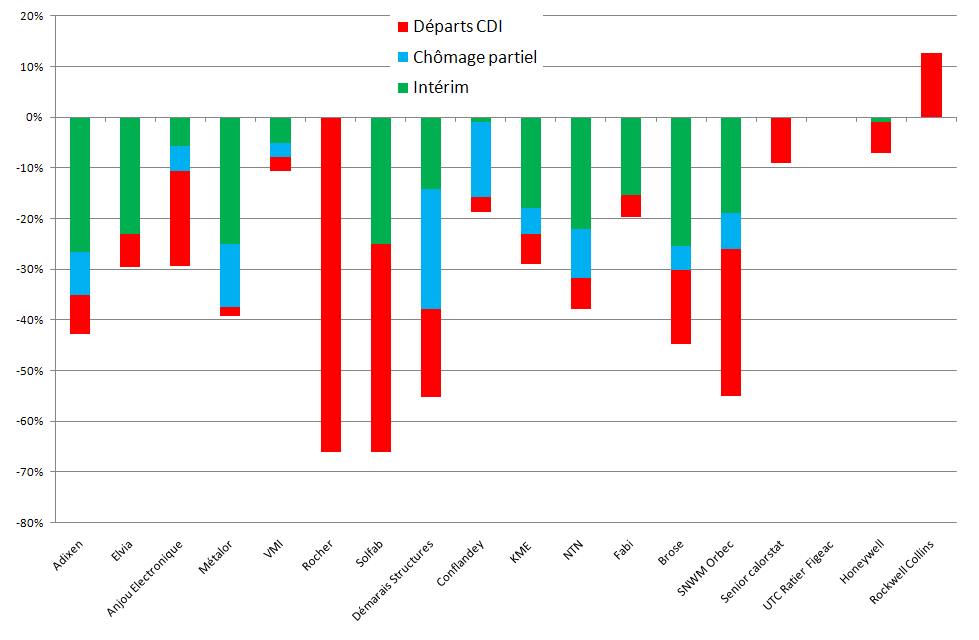 Départs CDI
Chômage partiel
Intérim
20%
10%
0%
-10%
-20%
-30%
-40%
-50%
-60%
-70%
-80%
Adixen
Elvia
Anjou Electronique
Métalor
VMI
Rocher
Solfab
Démarais Structures
Conflandey
KME
NTN
Fabi
Brose
SNWM Orbec
Senior calorstat
UTC Ratier Figeac
Honeywell
Rockwell Collins